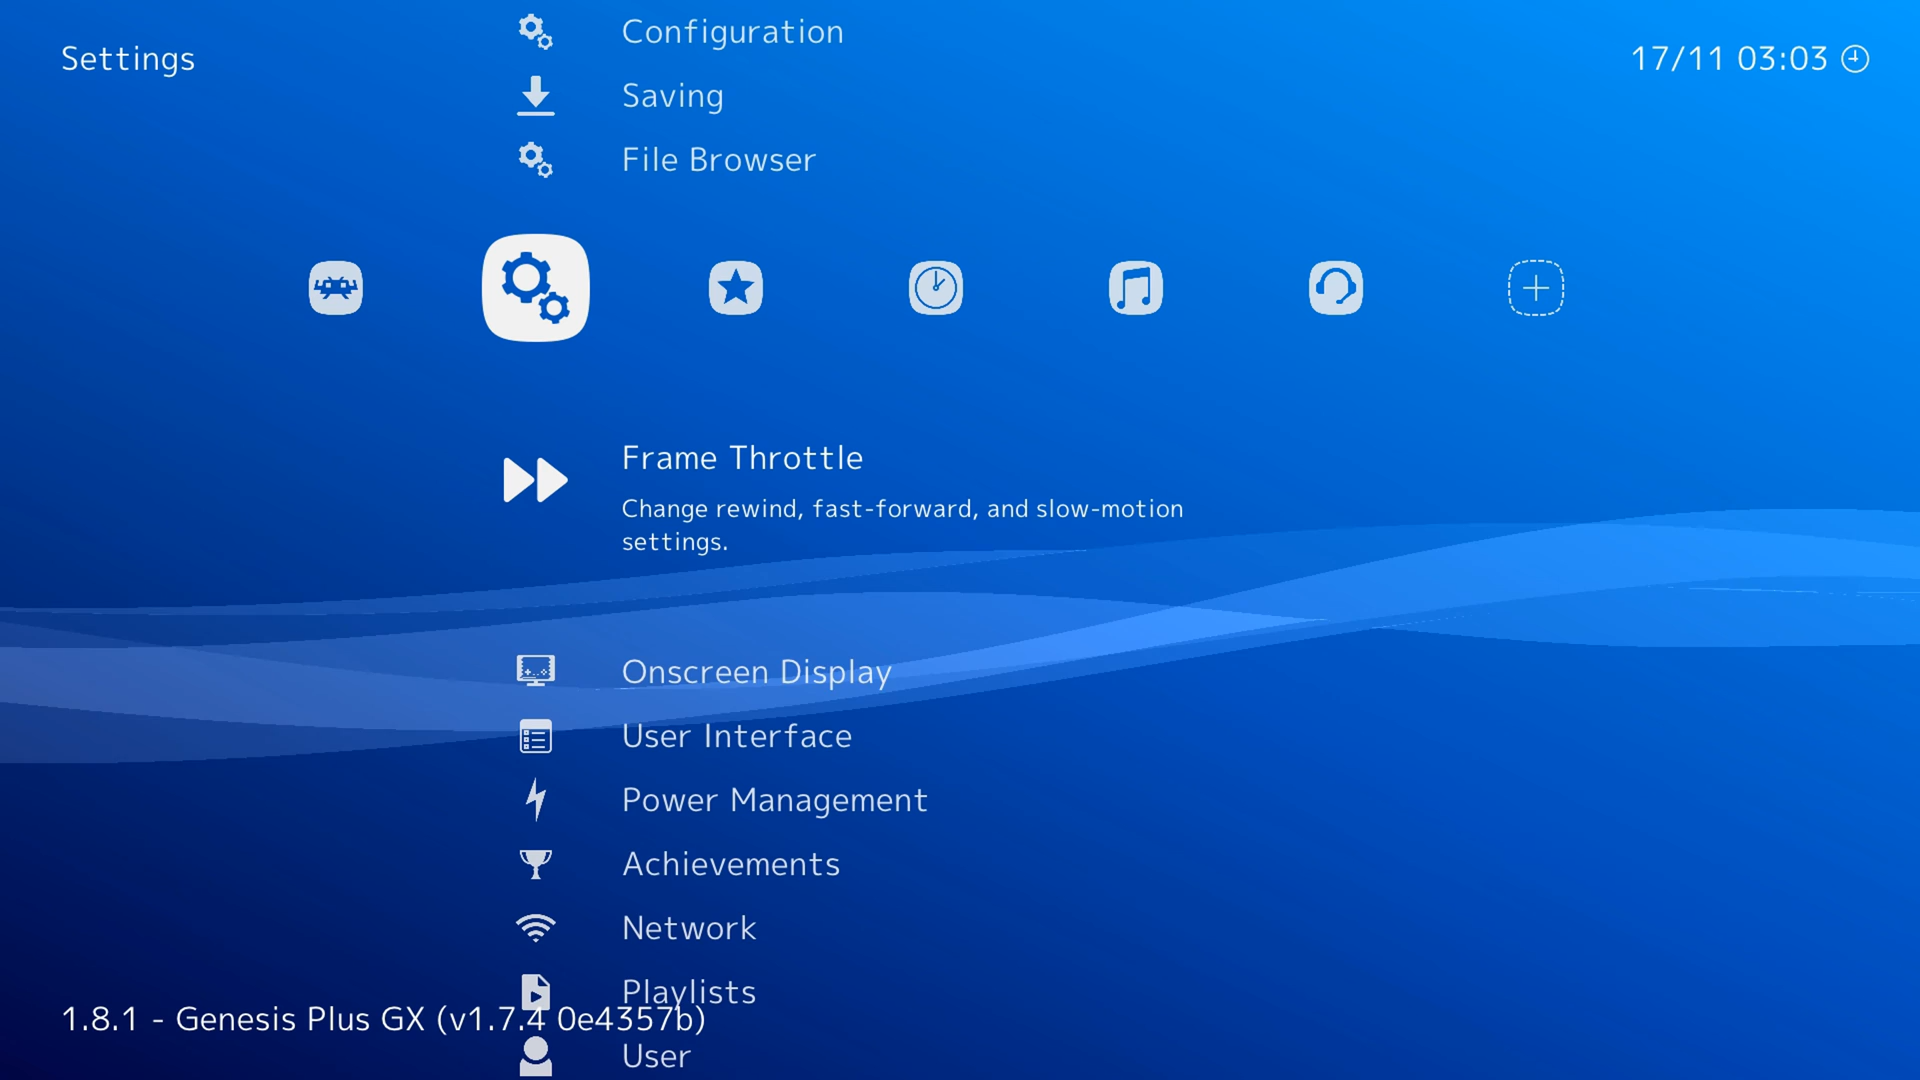 Configuration
Settings
17/11 03:03
Saving
File Browser
Frame Throttle
Change rewind, fast-forward, and slow-motion
settings.
Onscreen Display
User Interface
Power Management
Achievements
Network
Playlists
1.8.1 - Genesis Plus GX (v1.7.4 0e4357b)
User